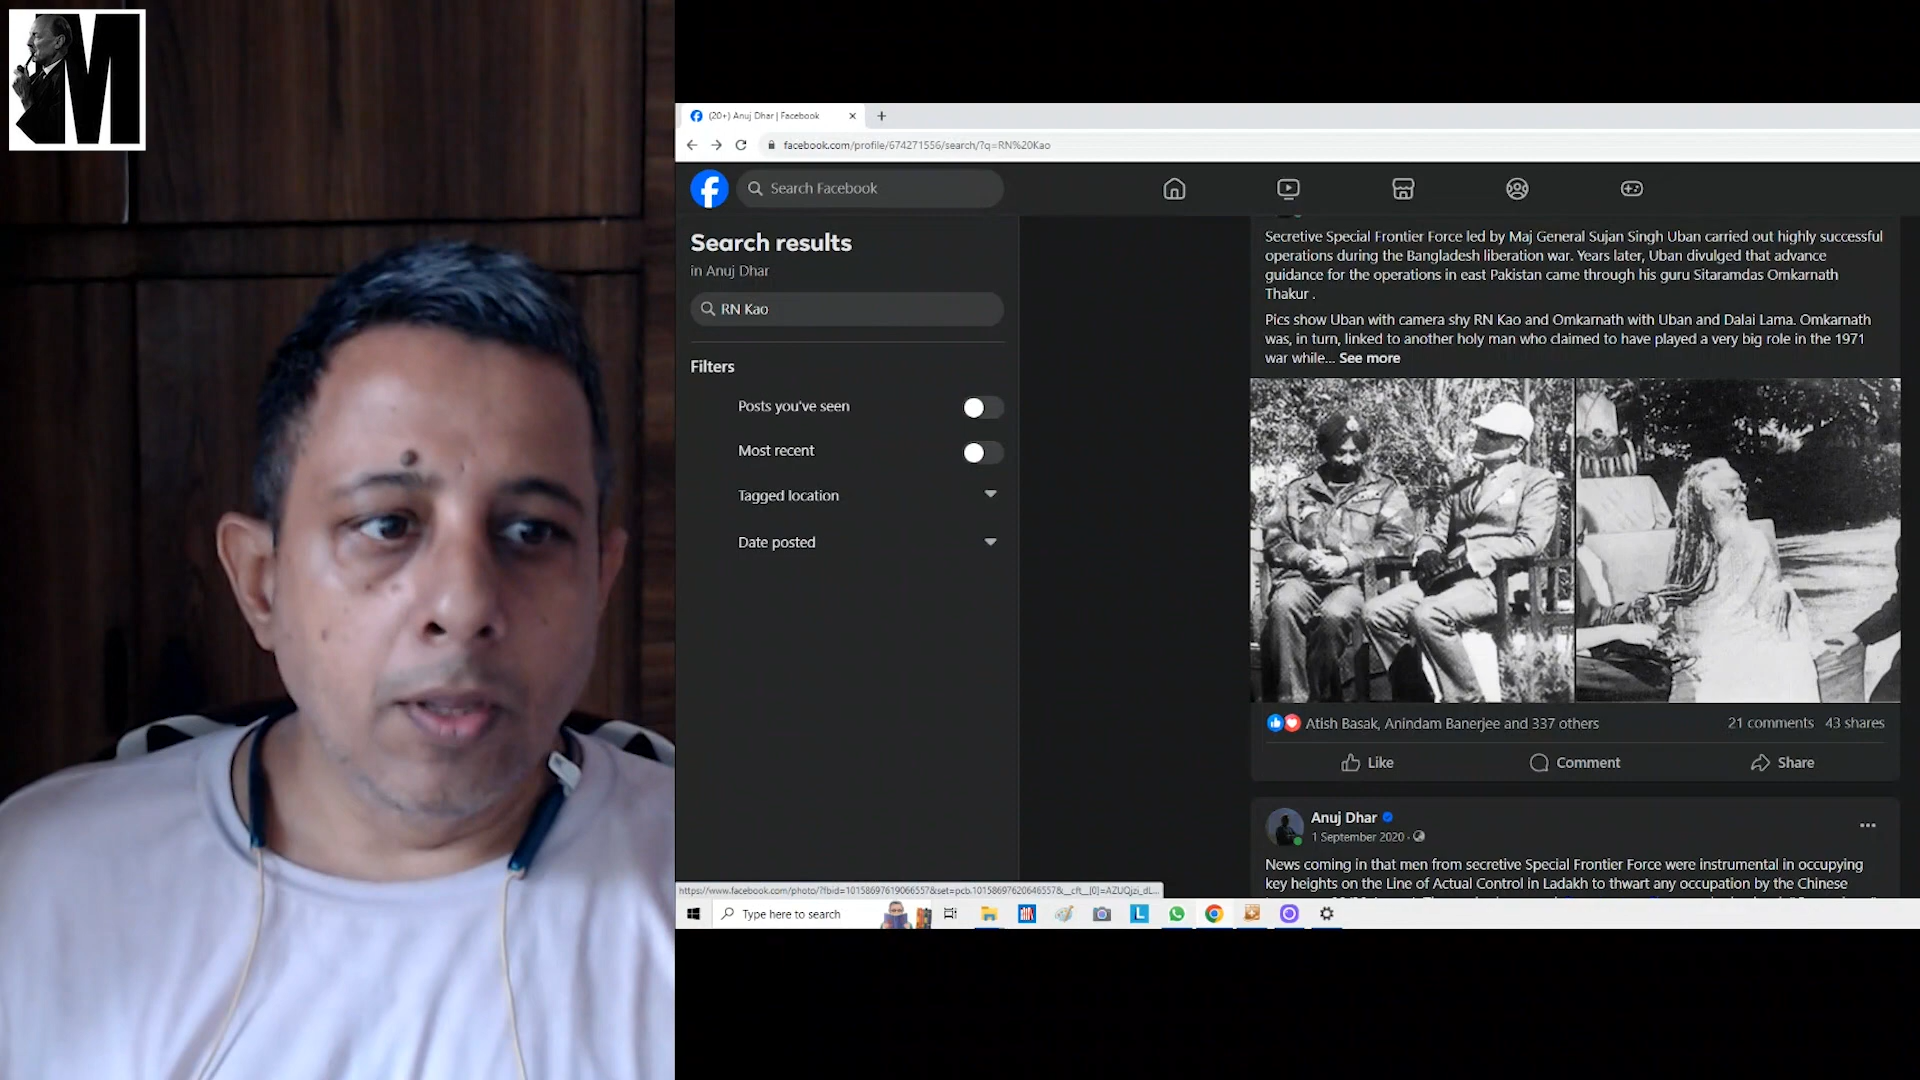 M
(20+) Anuj Dhar | Facebook
facebook.com/profile/674271556/search/?q=RN%20Kao
Search Facebook
Search results
in Anuj Dhar
RN Kao
Filters
Posts you've seen
Most recent
Tagged location
Date posted
Secretive Special Frontier Force led by Maj General Sujan Singh Uban carried out highly successful
operations during the Bangladesh liberation war. Years later, Uban divulged that advance
guidance for the operations in east Pakistan came through his guru Sitaramdas Omkarnath
Thakur .
Pics show Uban with camera shy RN Kao and Omkarnath with Uban and Dalai Lama. Omkarnath
was, in turn, linked to another holy man who claimed to have played a very big role in the 1971
war while... See more
Atish Basak, Anindam Banerjee and 337 others
21 comments 43 shares
Like
Comment
Share
Anuj Dhar
1 September 2020
News coming in that men from secretive Special Frontier Force were instrumental in occupying
key heights on the Line of Actual Control in Ladakh to thwart any occupation by the Chinese
Type here to search
L